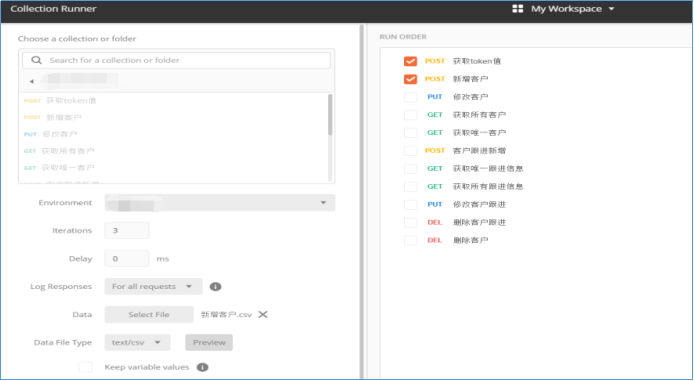 Collection Runner
My Workspace
Choose a collection or folder
Search for a collection or folder
POST 获取token值
POST 新增客户
PUT 修改客户
GET 获取所有客户
GET 获取唯一客户
Environment
Iterations 3
Delay 0 ms
Log Responses For all requests
Data Select File 新增客户.csv
Data File Type text/csv Preview
Keep variable values
RUN ORDER
POST 获取token值
POST 新增客户
PUT 修改客户
GET 获取所有客户
GET 获取唯一客户
POST 客户跟进新增
GET 获取唯一跟进信息
GET 获取所有跟进信息
PUT 修改客户跟进
DEL 删除客户跟进
DEL 删除客户